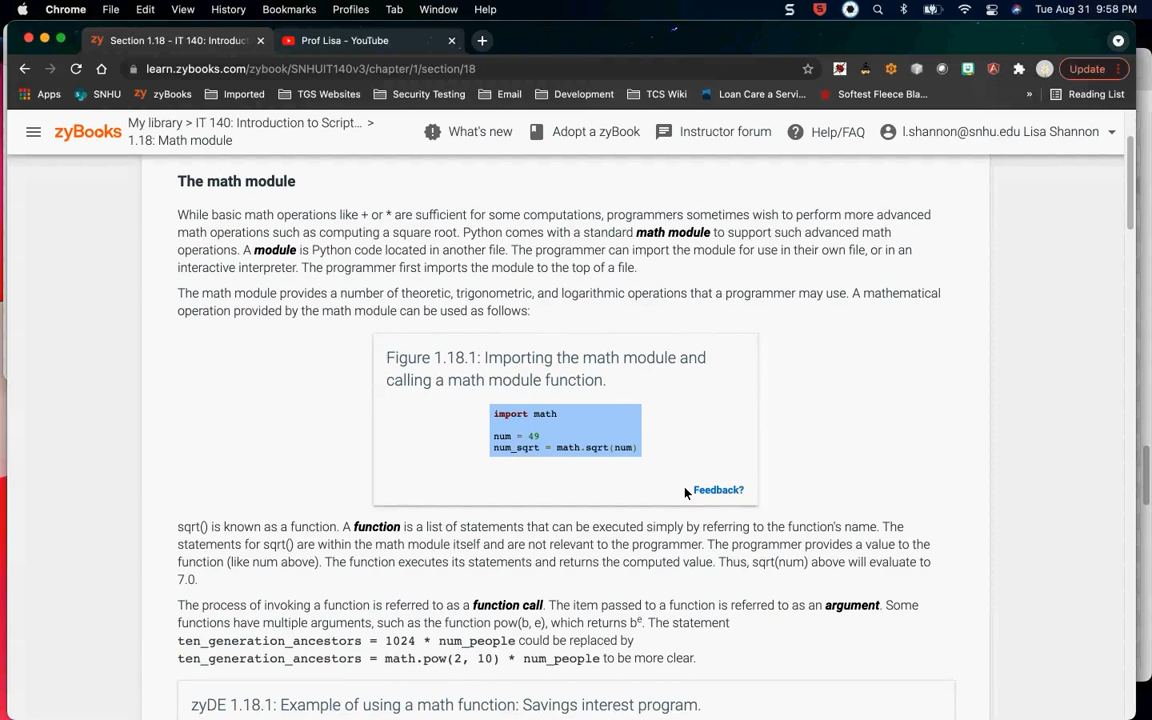 Chrome File Edit View History Bookmarks Profiles Tab Window Help Tue Aug 31 9:58 PM
zy Section 1.18 - IT 140: Introduc × Prof Lisa - YouTube × +
learn.zybooks.com/zybook/SNHUIT140v3/chapter/1/section/18 Update
Apps SNHU zy zyBooks Imported TGS Websites Security Testing Email Development TCS Wiki Loan Care a Servi... Softest Fleece Bla... » Reading List
zyBooks My library > IT 140: Introduction to Script... >
1.18: Math module
What's new Adopt a zyBook Instructor forum Help/FAQ l.shannon@snhu.edu Lisa Shannon
The math module
While basic math operations like + or * are sufficient for some computations, programmers sometimes wish to perform more advanced
math operations such as computing a square root. Python comes with a standard math module to support such advanced math
operations. A module is Python code located in another file. The programmer can import the module for use in their own file, or in an
interactive interpreter. The programmer first imports the module to the top of a file.
The math module provides a number of theoretic, trigonometric, and logarithmic operations that a programmer may use. A mathematical
operation provided by the math module can be used as follows:
Figure 1.18.1: Importing the math module and
calling a math module function.
import math
num = 49
num_sqrt = math.sqrt(num)
Feedback?
sqrt() is known as a function. A function is a list of statements that can be executed simply by referring to the function's name. The
statements for sqrt() are within the math module itself and are not relevant to the programmer. The programmer provides a value to the
function (like num above). The function executes its statements and returns the computed value. Thus, sqrt(num) above will evaluate to
7.0.
The process of invoking a function is referred to as a function call. The item passed to a function is referred to as an argument. Some
functions have multiple arguments, such as the function pow(b, e), which returns bᵉ. The statement
ten_generation_ancestors = 1024 * num_people could be replaced by
ten_generation_ancestors = math.pow(2, 10) * num_people to be more clear.
zyDE 1.18.1: Example of using a math function: Savings interest program.